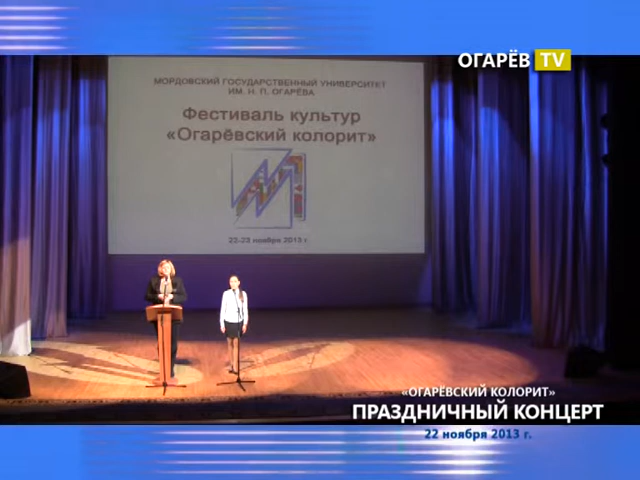 ОГАРЁВ TV
МОРДОВСКИЙ ГОСУДАРСТВЕННЫЙ УНИВЕРСИТЕТ
ИМ. Н. П. ОГАРЁВА
Фестиваль культур
«Огарёвский колорит»
22-23 ноября 2013 г.
«ОГАРЁВСКИЙ КОЛОРИТ»
ПРАЗДНИЧНЫЙ КОНЦЕРТ
22 ноября 2013 г.